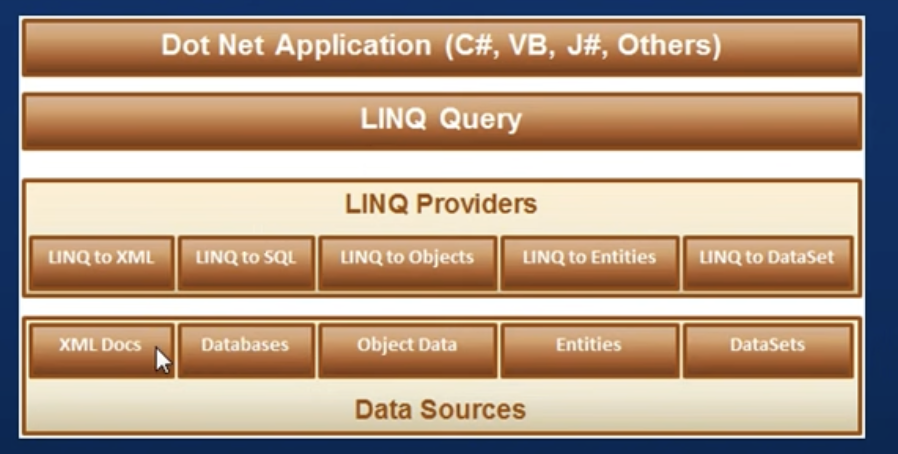 Dot Net Application (C#, VB, J#, Others)
LINQ Query
LINQ Providers
LINQ to XML LINQ to SQL LINQ to Objects LINQ to Entities LINQ to DataSet
XML Docs Databases Object Data Entities DataSets
Data Sources